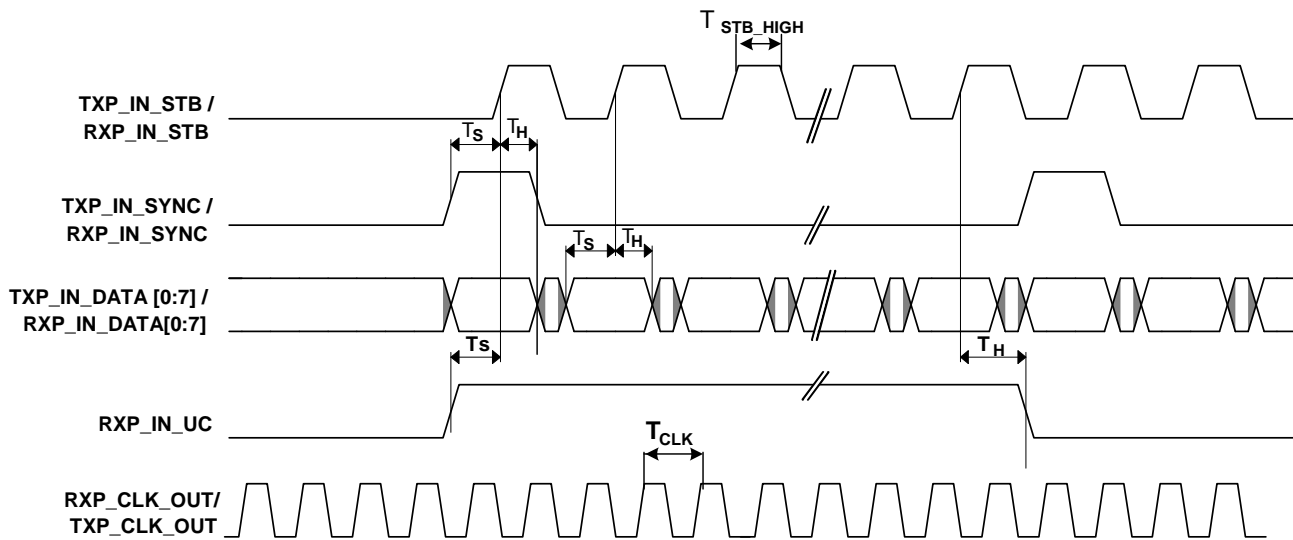 T STB_HIGH
TXP_IN_STB /
RXP_IN_STB
TS TH
TXP_IN_SYNC /
RXP_IN_SYNC
TS TH
TXP_IN_DATA [0:7] /
RXP_IN_DATA[0:7]
Ts TH
RXP_IN_UC
TCLK
RXP_CLK_OUT/
TXP_CLK_OUT